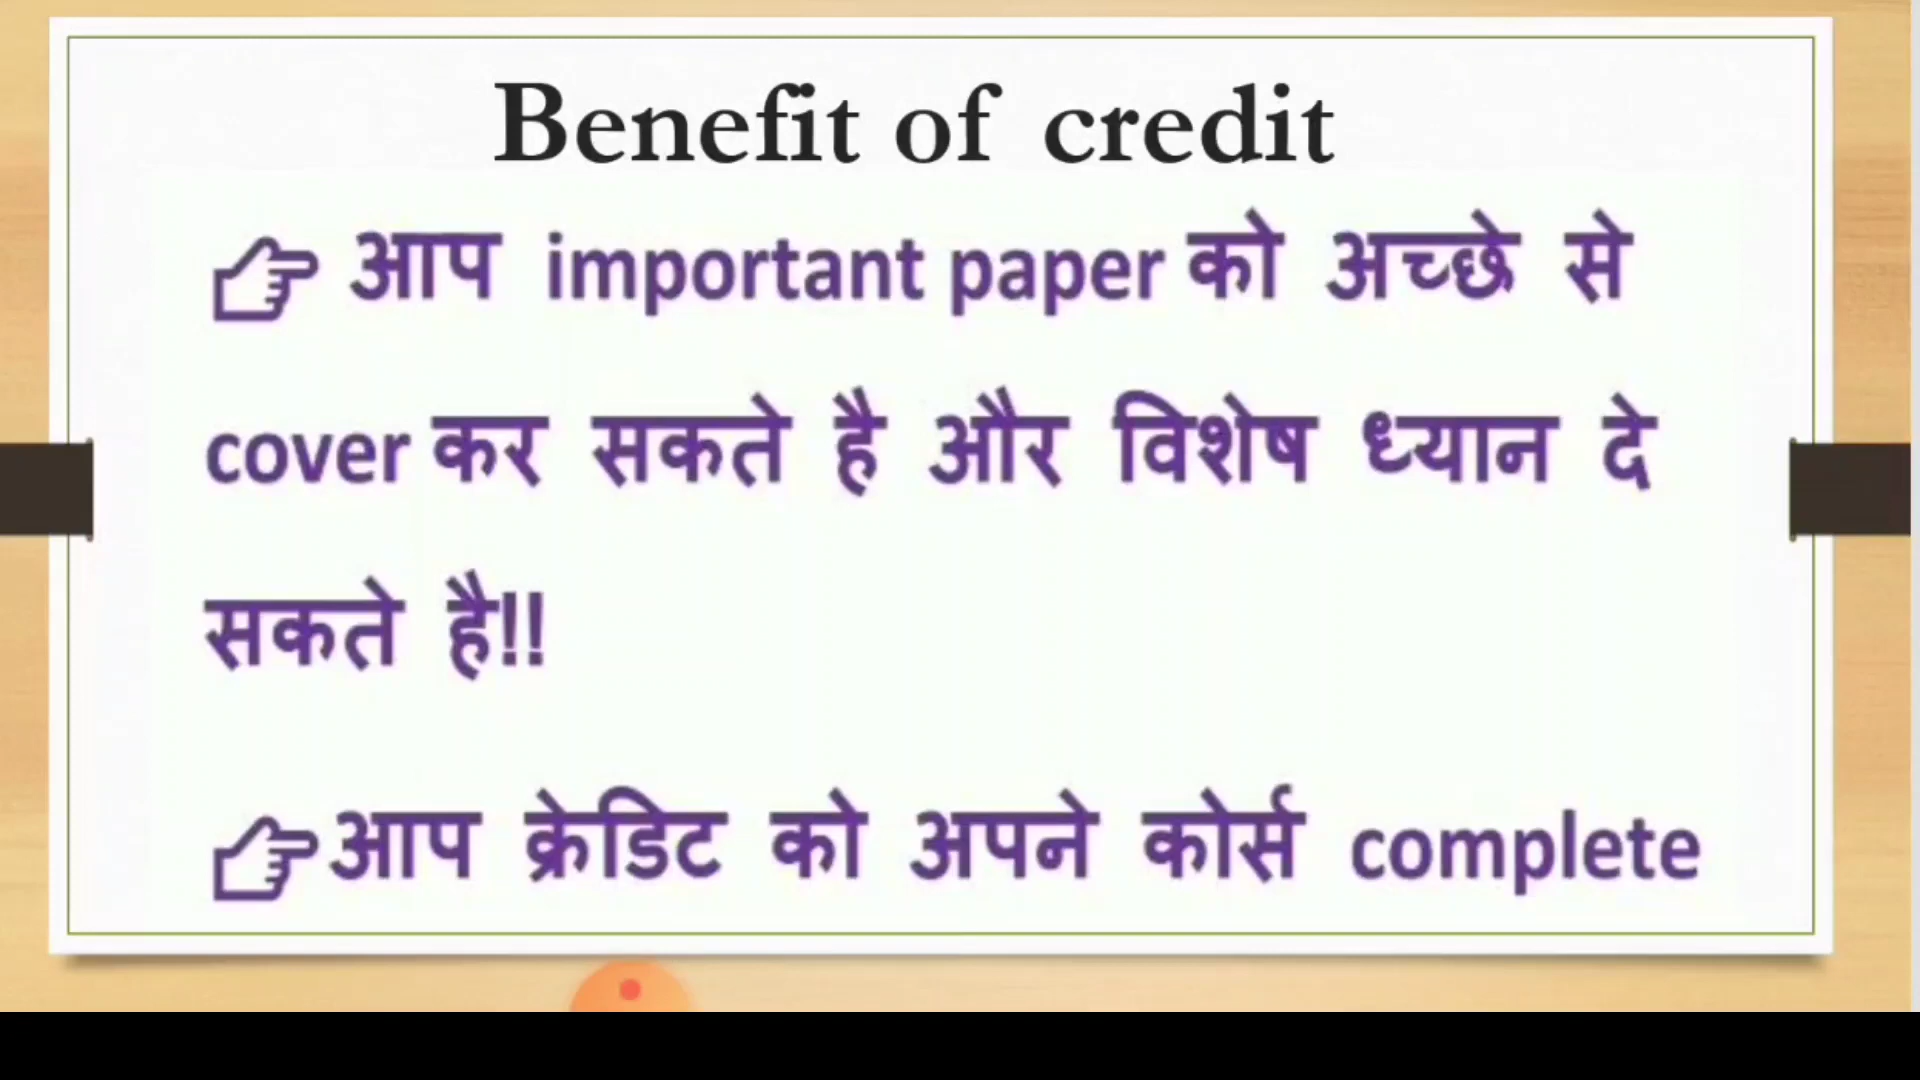 Benefit of credit
👉 आप important paper को अच्छे से
cover कर सकते है और विशेष ध्यान दे
सकते है!!
👉आप क्रेडिट को अपने कोर्स complete